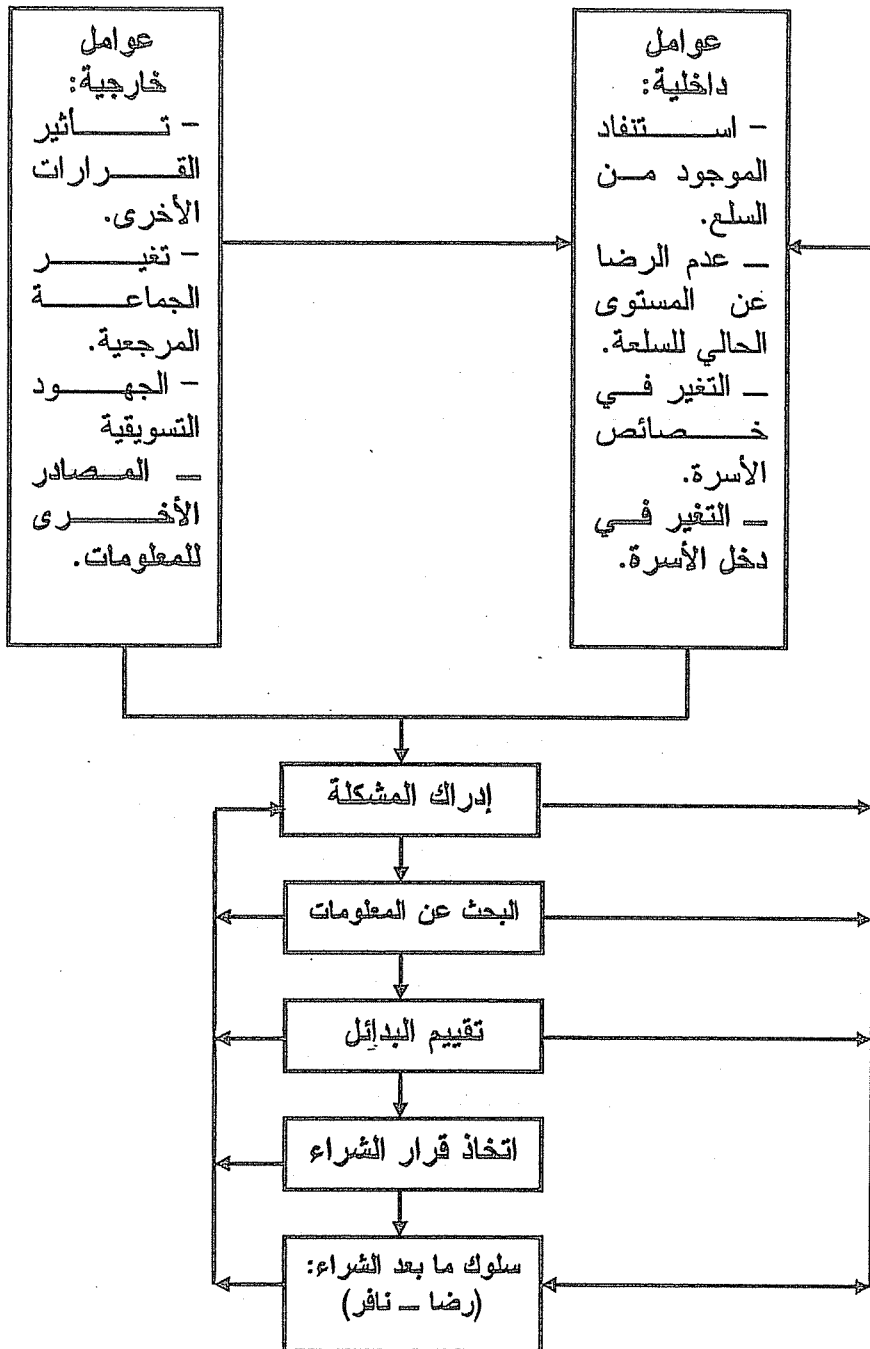 عوامل
داخلية:
- استنفاد
الموجود من
السلع.
- عدم الرضا
عن المستوى
الحالي للسلعة.
- التغير في
خصائص
الأسرة.
- التغير في
دخل الأسرة.
عوامل
خارجية:
- تأثير
القرارات
الأخرى.
- تغير
الجماعة
المرجعية.
- الجهود
التسويقية
- المصادر
الأخرى
للمعلومات.
إدراك المشكلة
البحث عن المعلومات
تقييم البدائل
اتخاذ قرار الشراء
سلوك ما بعد الشراء:
(رضا - نافر)